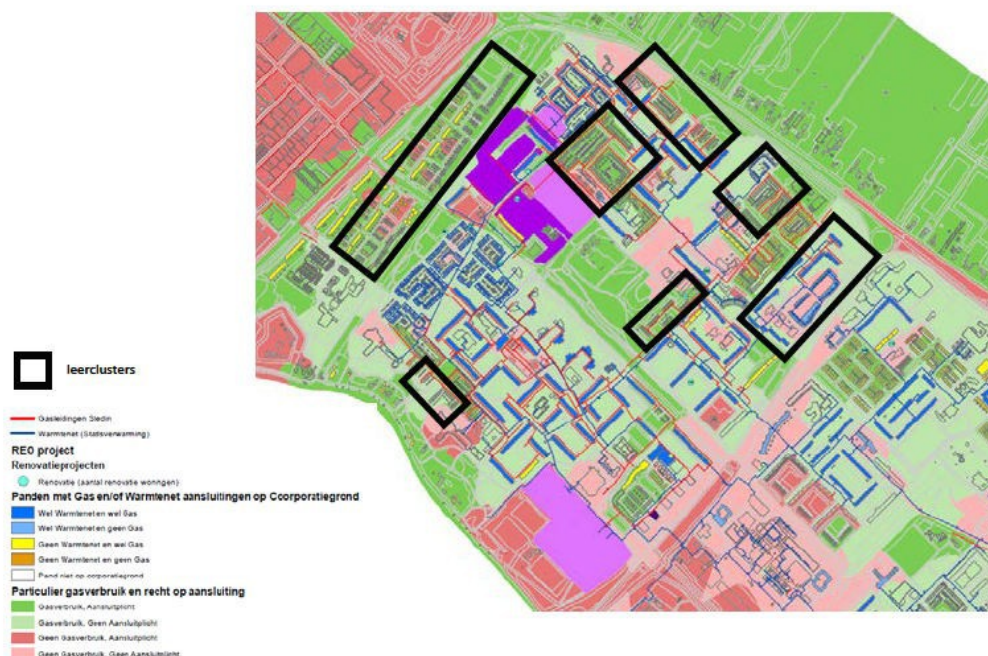 leerclusters
Gasleidingen Stedin
Warmtenet (Stadsverwarming)
REO project
Renovatieprojecten
Renovatie (aantal renovatie woningen)
Panden met Gas en/of Warmtenet aansluitingen op Coorporatiegrond
Wel Warmtenet en wel Gas
Wel Warmtenet en geen Gas
Geen Warmtenet en wel Gas
Geen Warmtenet en geen Gas
Pand niet op corporatiegrond
Particulier gasverbruik en recht op aansluiting
Gasverbruik, Aansluitplicht
Gasverbruik, Geen Aansluitplicht
Geen Gasverbruik, Aansluitplicht
Geen Gasverbruik, Geen Aansluitplicht